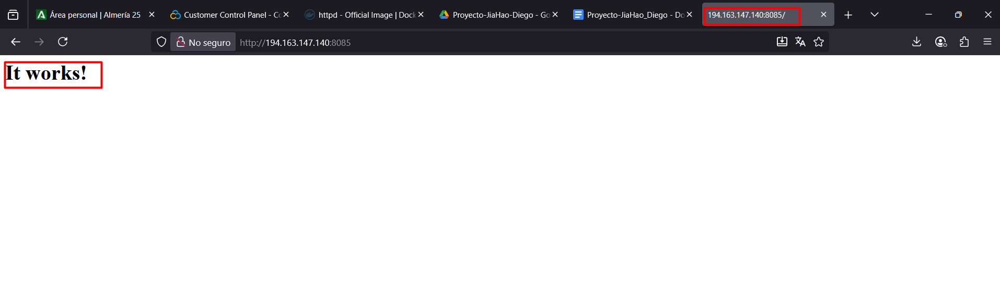 Área personal | Almería 25
Customer Control Panel - Co
httpd - Official Image | Dock
Proyecto-JiaHao-Diego - Go
Proyecto-JiaHao_Diego - Do
194.163.147.140:8085/
No seguro
http://194.163.147.140:8085
It works!